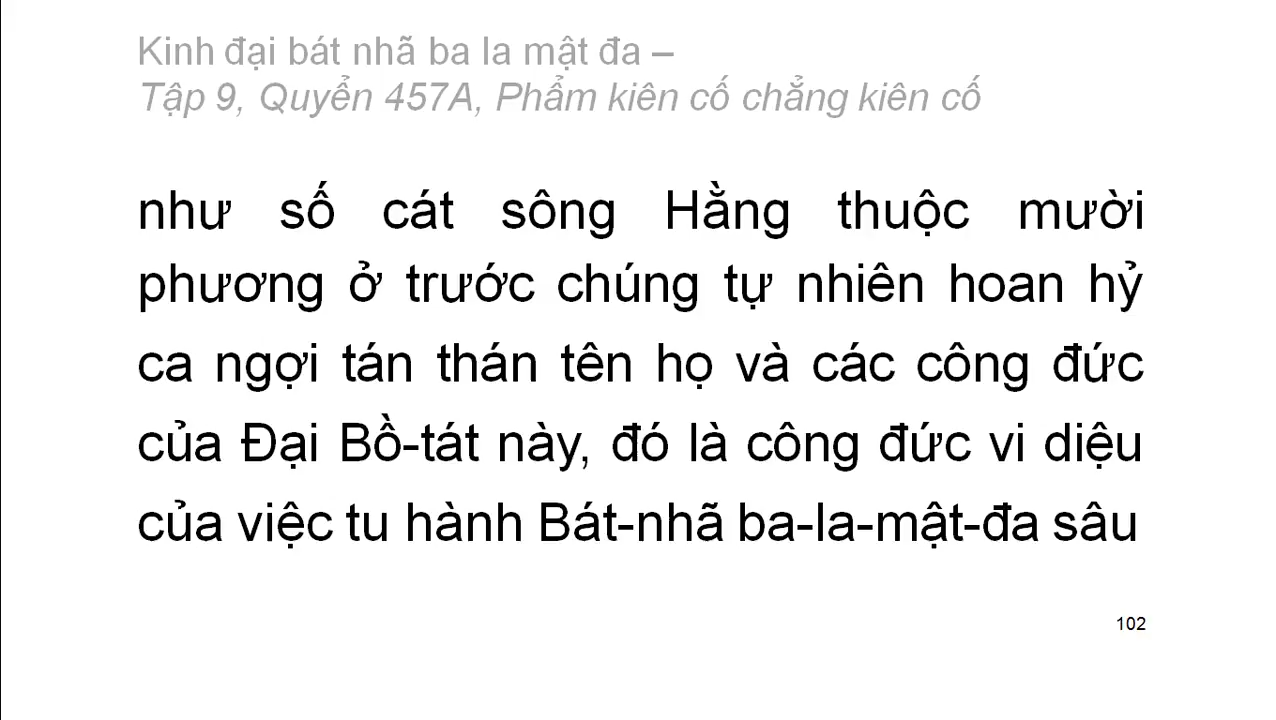 Kinh đại bát nhã ba la mật đa –
Tập 9, Quyển 457A, Phẩm kiên cố chẳng kiên cố
như số cát sông Hằng thuộc mười
phương ở trước chúng tự nhiên hoan hỷ
ca ngợi tán thán tên họ và các công đức
của Đại Bồ-tát này, đó là công đức vi diệu
của việc tu hành Bát-nhã ba-la-mật-đa sâu
102